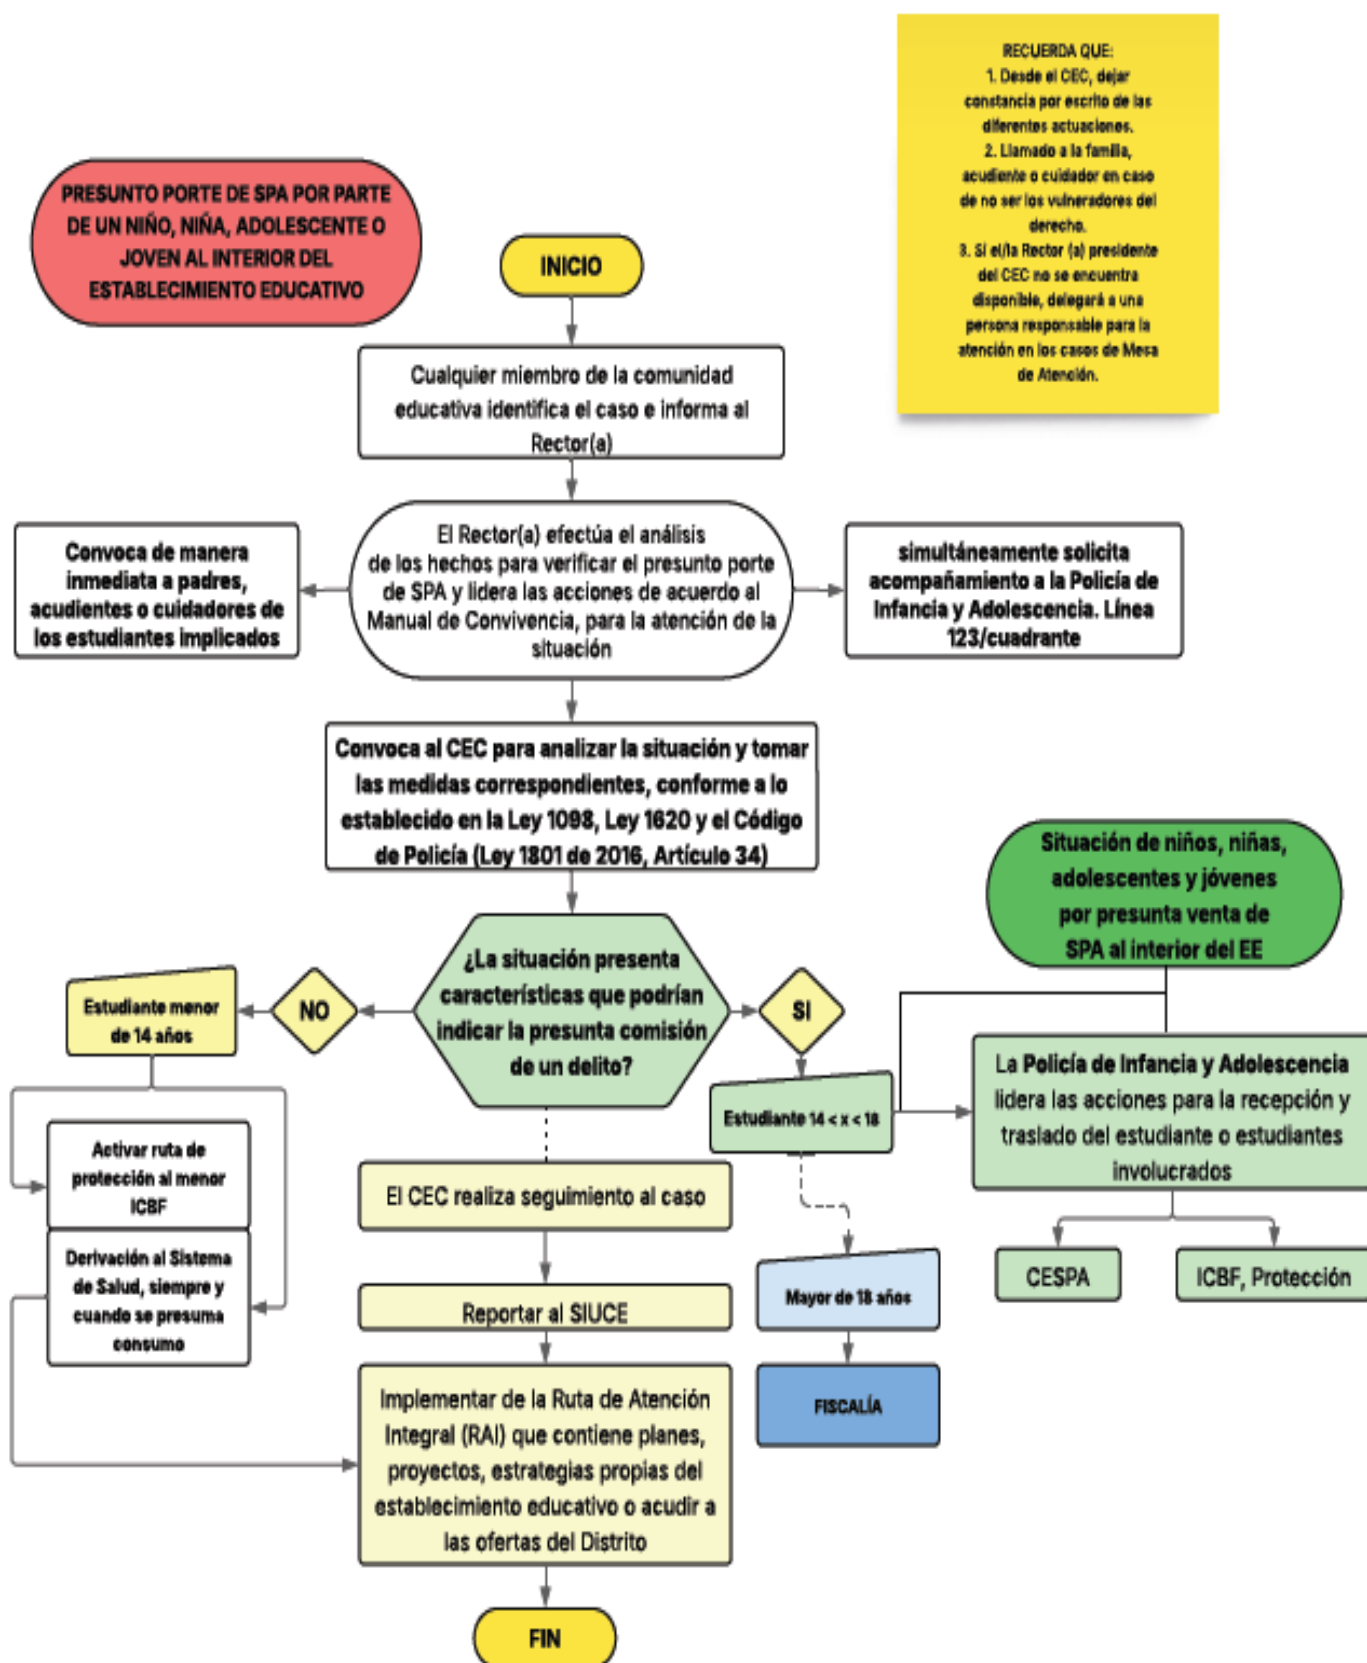 RECUERDA QUE:
1. Desde el CEC, dejar
constancia por escrito de las
diferentes actuaciones.
2. Llamado a la familia,
acudiente o cuidador en caso
de no ser los vulneradores del
derecho.
3. Si el/la Rector (a) presidente
del CEC no se encuentra
disponible, delegará a una
persona responsable para la
atención en los casos de Mesa
de Atención.
PRESUNTO PORTE DE SPA POR PARTE
DE UN NIÑO, NIÑA, ADOLESCENTE O
JOVEN AL INTERIOR DEL
ESTABLECIMIENTO EDUCATIVO
INICIO
Cualquier miembro de la comunidad
educativa identifica el caso e informa al
Rector(a)
El Rector(a) efectúa el análisis
de los hechos para verificar el presunto porte
de SPA y lidera las acciones de acuerdo al
Manual de Convivencia, para la atención de la
situación
Convoca de manera
inmediata a padres,
acudientes o cuidadores de
los estudiantes implicados
simultáneamente solicita
acompañamiento a la Policía de
Infancia y Adolescencia. Línea
123/cuadrante
Convoca al CEC para analizar la situación y tomar
las medidas correspondientes, conforme a lo
establecido en la Ley 1098, Ley 1620 y el Código
de Policía (Ley 1801 de 2016, Artículo 34)
Situación de niños, niñas,
adolescentes y jóvenes
por presunta venta de
SPA al interior del EE
¿La situación presenta
características que podrían
indicar la presunta comisión
de un delito?
NO
SI
Estudiante menor
de 14 años
Activar ruta de
protección al menor
ICBF
Derivación al Sistema
de Salud, siempre y
cuando se presuma
consumo
Estudiante 14 < x < 18
La Policía de Infancia y Adolescencia
lidera las acciones para la recepción y
traslado del estudiante o estudiantes
involucrados
CESPA
ICBF, Protección
Mayor de 18 años
FISCALÍA
El CEC realiza seguimiento al caso
Reportar al SIUCE
Implementar de la Ruta de Atención
Integral (RAI) que contiene planes,
proyectos, estrategias propias del
establecimiento educativo o acudir a
las ofertas del Distrito
FIN